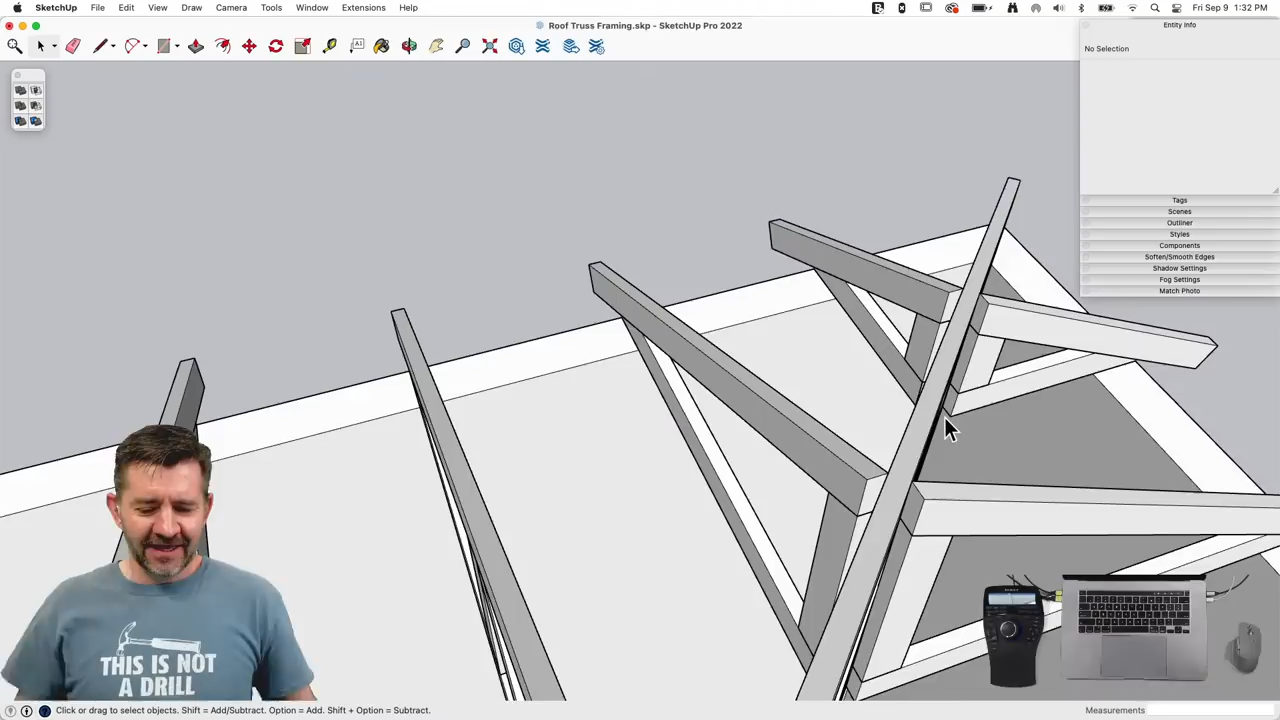 SketchUp File Edit View Draw Camera Tools Window Extensions Help Fri Sep 9 1:32 PM
Roof Truss Framing.skp - SketchUp Pro 2022
Entity Info
No Selection
Tags
Scenes
Outliner
Styles
Components
Soften/Smooth Edges
Shadow Settings
Fog Settings
Match Photo
THIS IS NOT
A DRILL
Click or drag to select objects. Shift = Add/Subtract. Option = Add. Shift + Option = Subtract.
Measurements